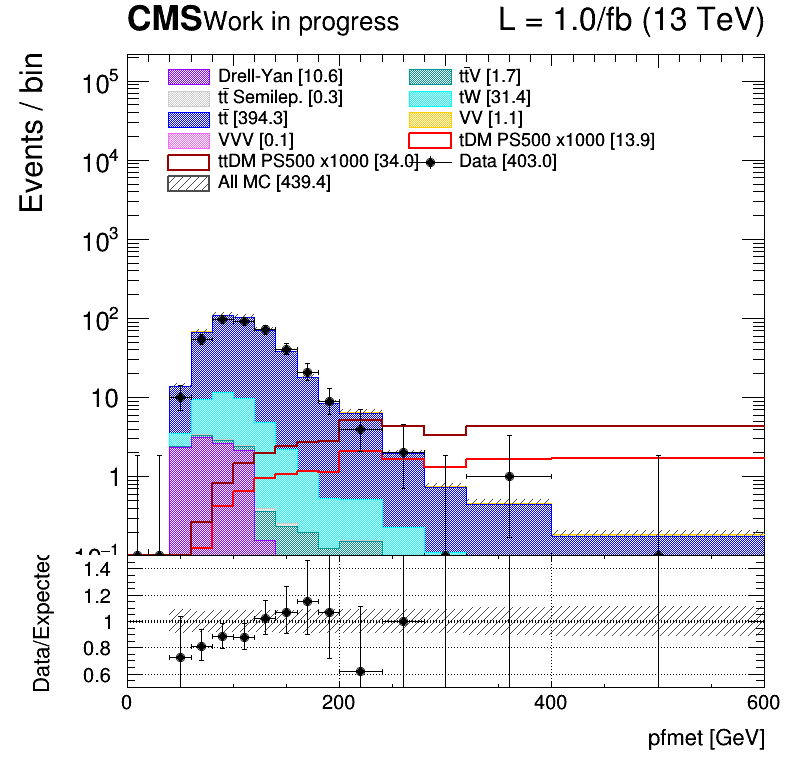 CMS Work in progress L = 1.0/fb (13 TeV)
Events / bin
Drell-Yan [10.6] tt̄V [1.7]
tt̄ Semilep. [0.3] tW [31.4]
tt̄ [394.3] VV [1.1]
VVV [0.1] tDM PS500 x1000 [13.9]
ttDM PS500 x1000 [34.0] Data [403.0]
All MC [439.4]
10⁵
10⁴
10³
10²
10
1
10⁻¹
Data/Expected
1.4
1.2
1
0.8
0.6
0 200 400 600
pfmet [GeV]